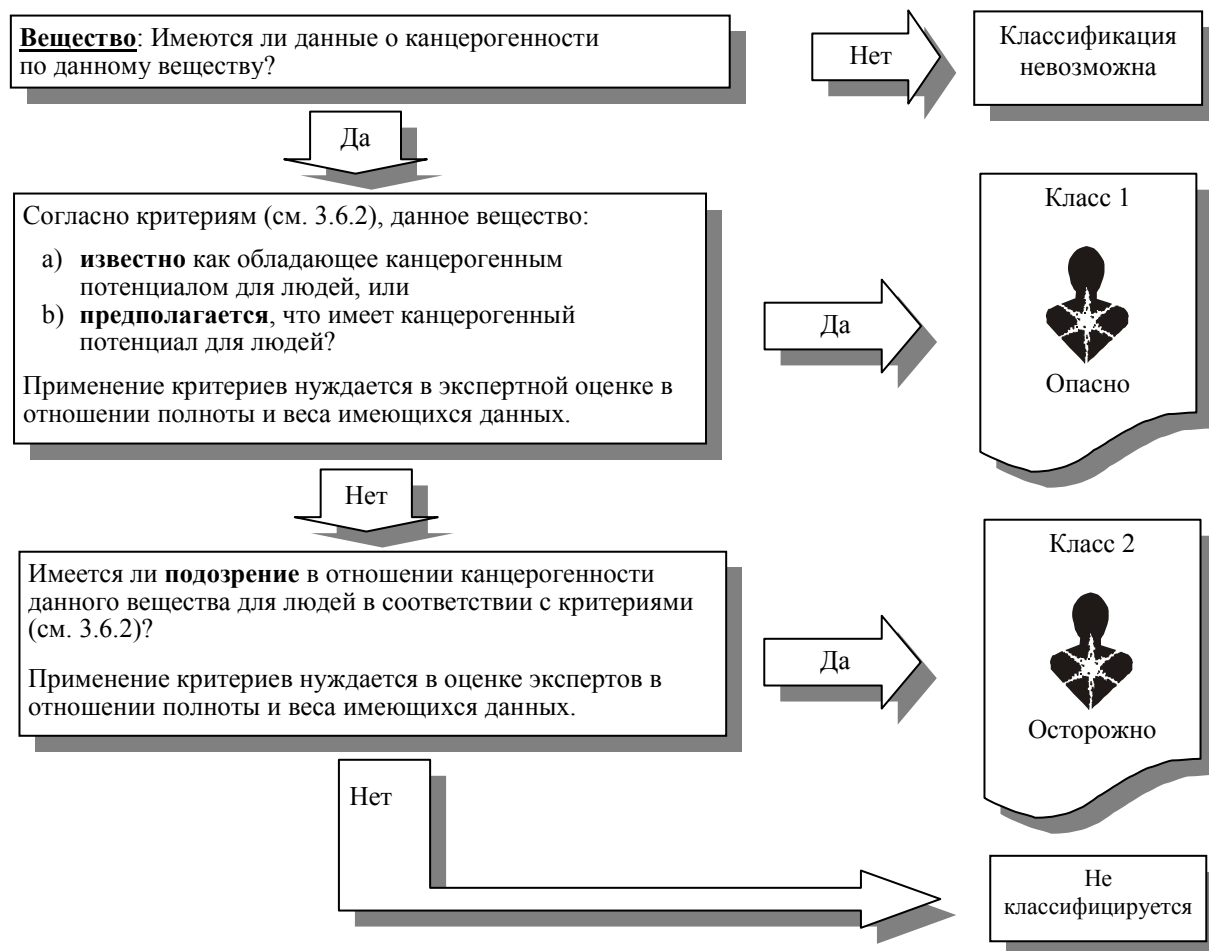 Вещество: Имеются ли данные о канцерогенности
по данному веществу?
Нет
Классификация
невозможна
Да
Согласно критериям (см. 3.6.2), данное вещество:
a) известно как обладающее канцерогенным
потенциалом для людей, или
b) предполагается, что имеет канцерогенный
потенциал для людей?
Применение критериев нуждается в экспертной оценке в
отношении полноты и веса имеющихся данных.
Да
Класс 1
Опасно
Нет
Имеется ли подозрение в отношении канцерогенности
данного вещества для людей в соответствии с критериями
(см. 3.6.2)?
Применение критериев нуждается в оценке экспертов в
отношении полноты и веса имеющихся данных.
Да
Класс 2
Осторожно
Нет
Не
классифицируется